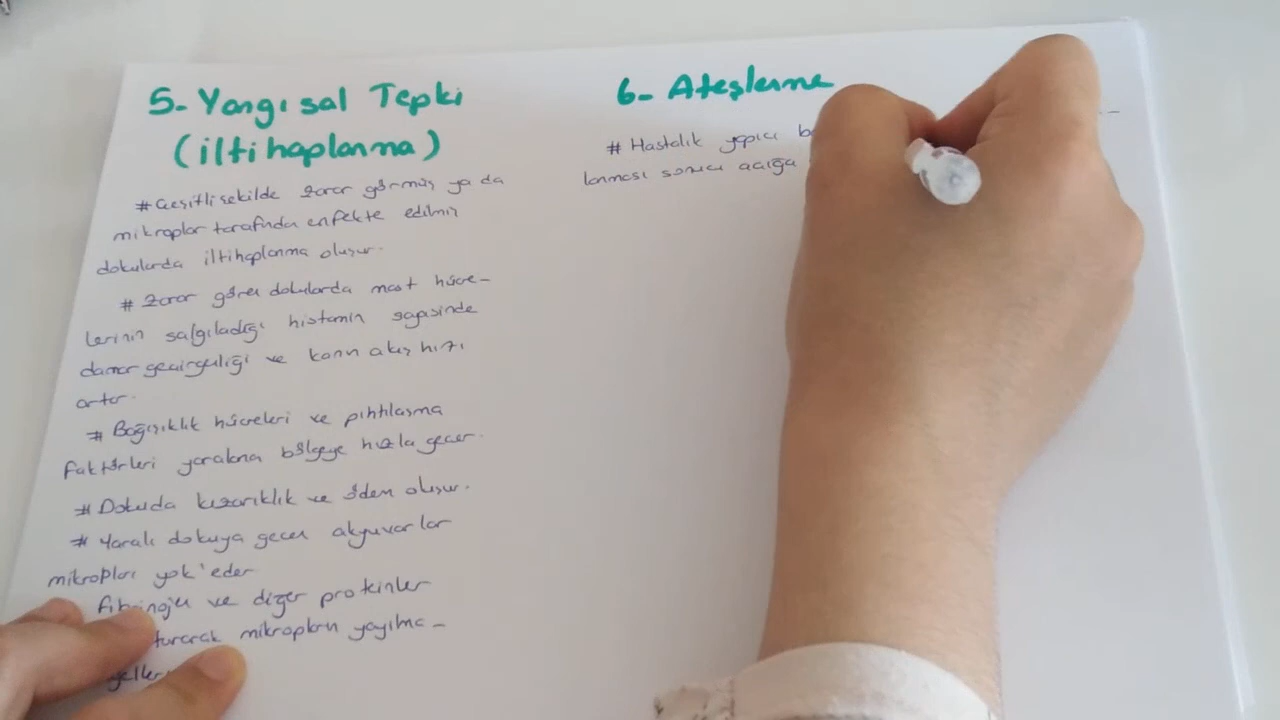 5- Yangısal Tepki
(iltihaplanma)
# Çeşitli şekilde zarar görmüş ya da
mikroplar tarafında enfekte edilmiş
dokularda iltihaplanma oluşur.
# Zarar gören dokularda mast hücre-
lerinin salgıladığı histamin sayesinde
damar geçirgenliği ve kanın akış hızı
artar.
# Bağışıklık hücreleri ve pıhtılaşma
faktörleri yaralanan bölgeye hızla geçer.
# Dokuda kızarıklık ve ödem oluşur.
# Yaralı dokuya geçen akyuvarlar
mikropları yok eder
ve diğer proteinler
mikropların yayılma-
6- Ateşlenme
# Hastalık yapıcı
lanması sonucu açığa